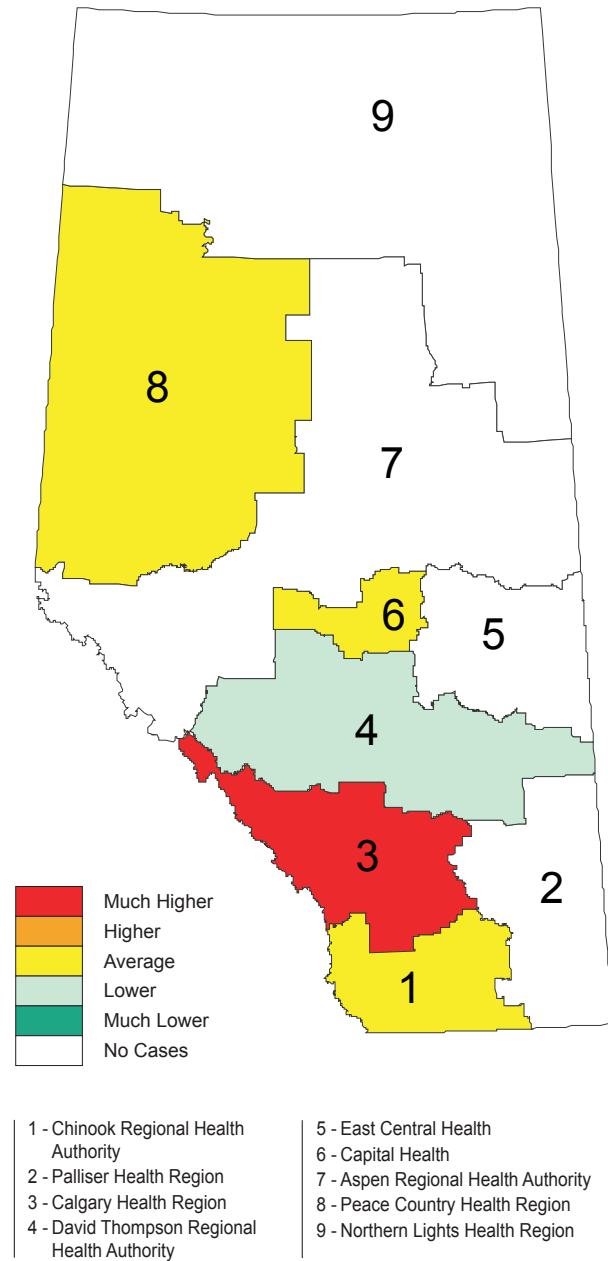 9
8
7
6
5
4
3
2
1
Much Higher
Higher
Average
Lower
Much Lower
No Cases
1 - Chinook Regional Health
Authority
2 - Palliser Health Region
3 - Calgary Health Region
4 - David Thompson Regional
Health Authority
5 - East Central Health
6 - Capital Health
7 - Aspen Regional Health Authority
8 - Peace Country Health Region
9 - Northern Lights Health Region